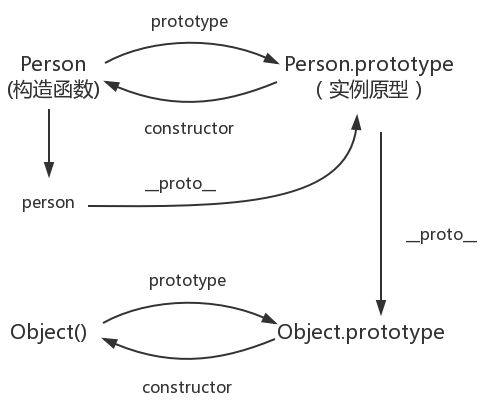 prototype
Person
(构造函数)
Person.prototype
（实例原型）
constructor
__proto__
person
__proto__
prototype
Object()
Object.prototype
constructor